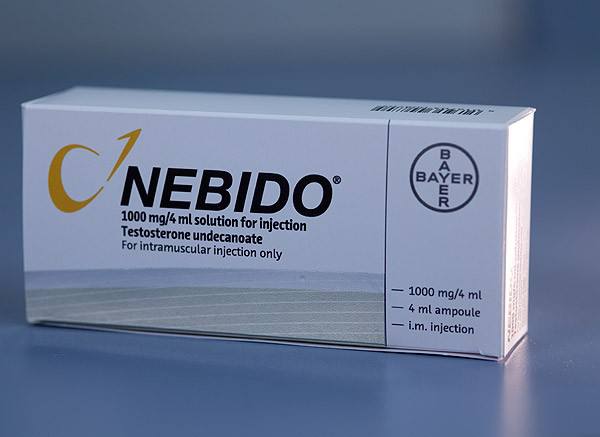 NEBIDO®
1000 mg/4 ml solution for injection
Testosterone undecanoate
For intramuscular injection only
BAYER
BAYER
— 1000 mg/4 ml
— 4 ml ampoule
— i.m. injection